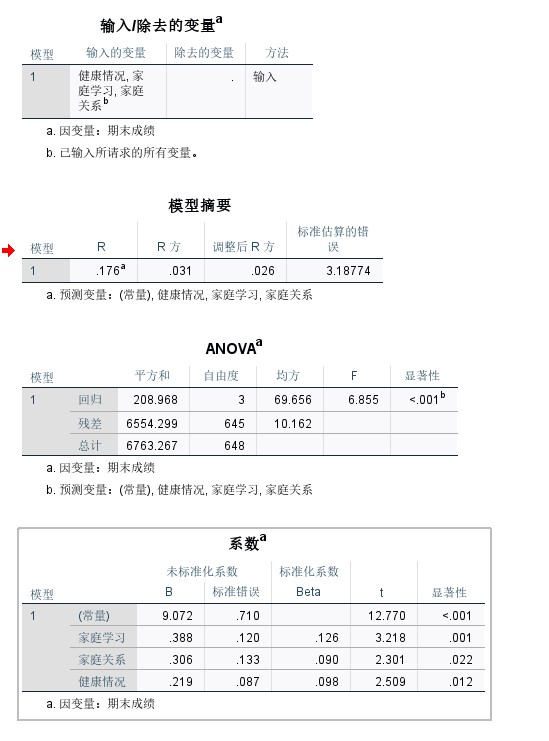 输入/除去的变量a
模型 输入的变量 除去的变量 方法
1 健康情况, 家 . 输入
庭学习, 家庭
关系b
a. 因变量：期末成绩
b. 已输入所请求的所有变量。
模型摘要
标准估算的错
模型 R R 方 调整后 R 方 误
1 .176a .031 .026 3.18774
a. 预测变量：(常量), 健康情况, 家庭学习, 家庭关系
ANOVAa
模型 平方和 自由度 均方 F 显著性
1 回归 208.968 3 69.656 6.855 <.001b
残差 6554.299 645 10.162
总计 6763.267 648
a. 因变量：期末成绩
b. 预测变量：(常量), 健康情况, 家庭学习, 家庭关系
系数a
未标准化系数 标准化系数
模型 B 标准错误 Beta t 显著性
1 (常量) 9.072 .710 12.770 <.001
家庭学习 .388 .120 .126 3.218 .001
家庭关系 .306 .133 .090 2.301 .022
健康情况 .219 .087 .098 2.509 .012
a. 因变量：期末成绩